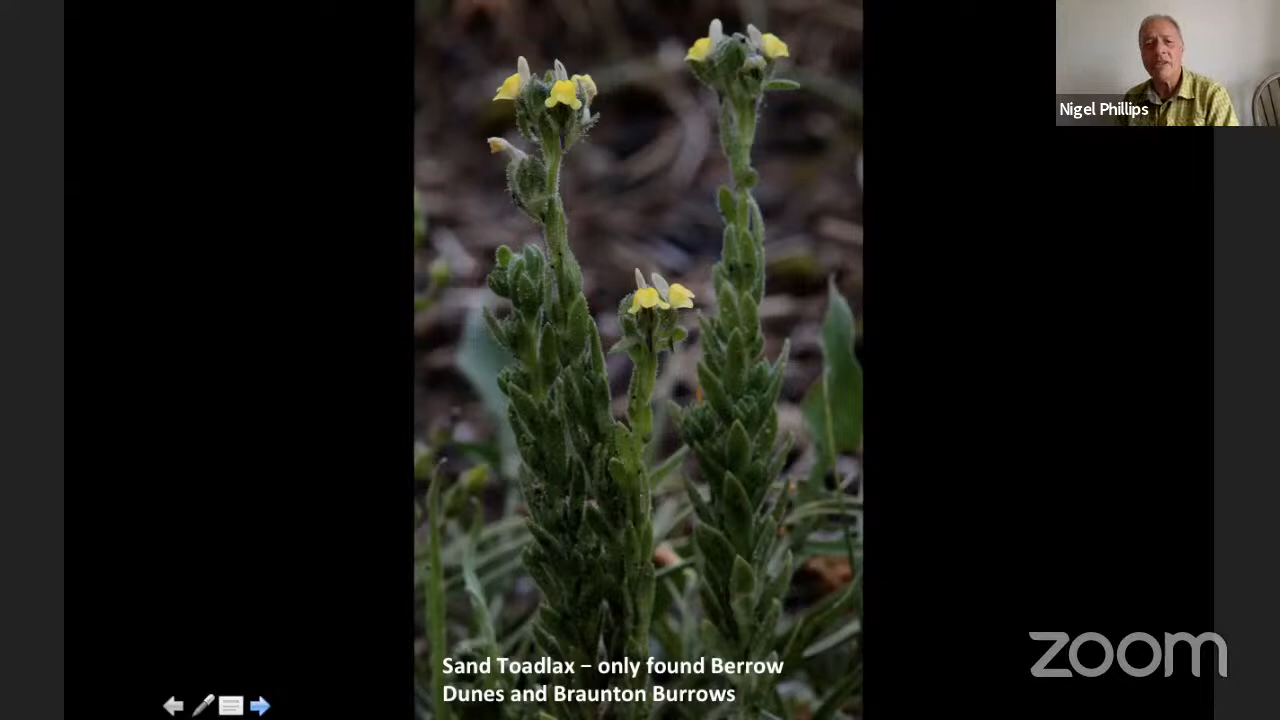 Nigel Phillips
Sand Toadlax – only found Berrow
Dunes and Braunton Burrows
zoom